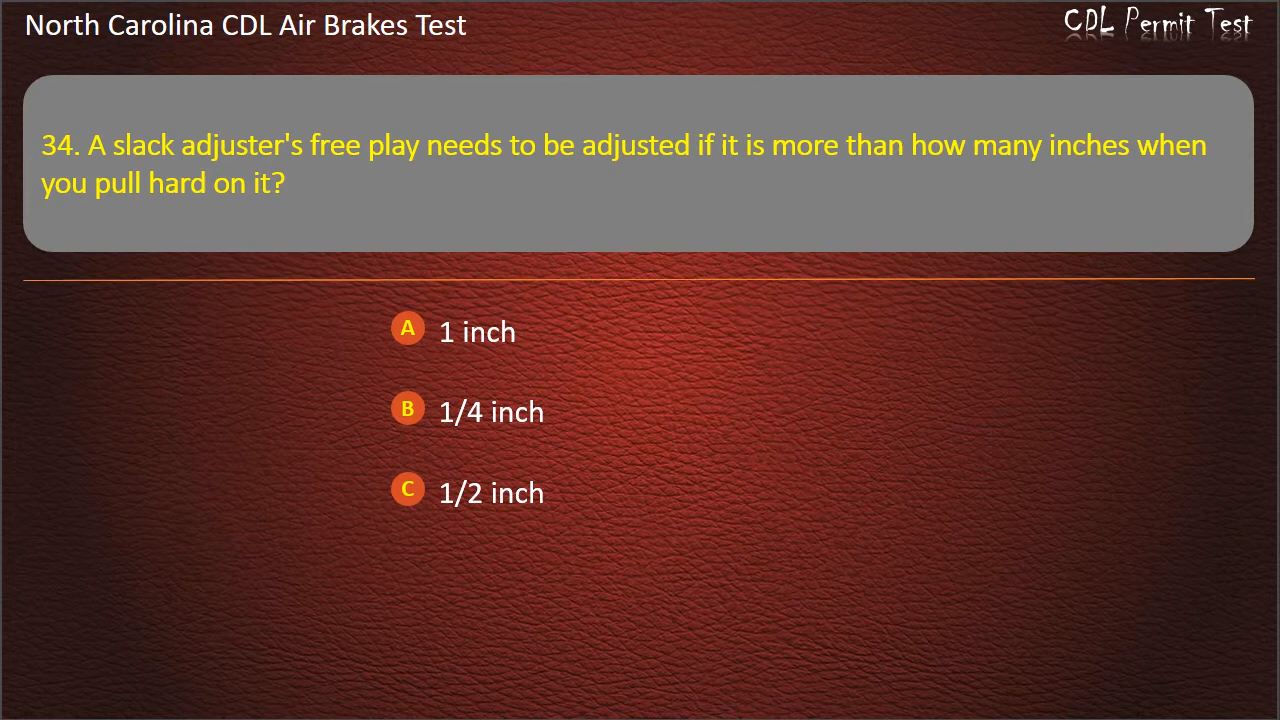 North Carolina CDL Air Brakes Test
CDL Permit Test
34. A slack adjuster's free play needs to be adjusted if it is more than how many inches when
you pull hard on it?
A 1 inch
B 1/4 inch
C 1/2 inch